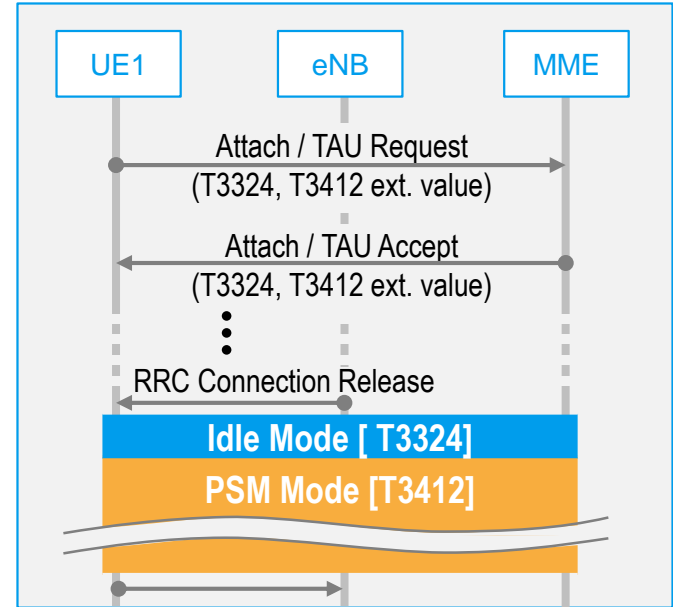 UE1
eNB
MME
Attach / TAU Request
(T3324, T3412 ext. value)
Attach / TAU Accept
(T3324, T3412 ext. value)
RRC Connection Release
Idle Mode [ T3324]
PSM Mode [T3412]